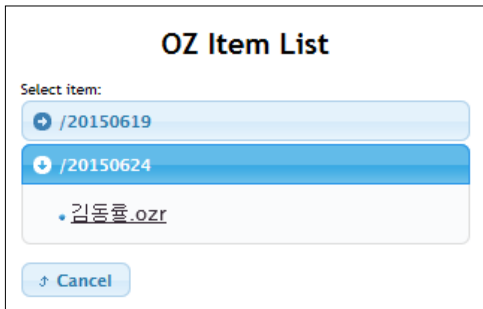 OZ Item List
Select item:
/20150619
/20150624
김동률.ozr
Cancel